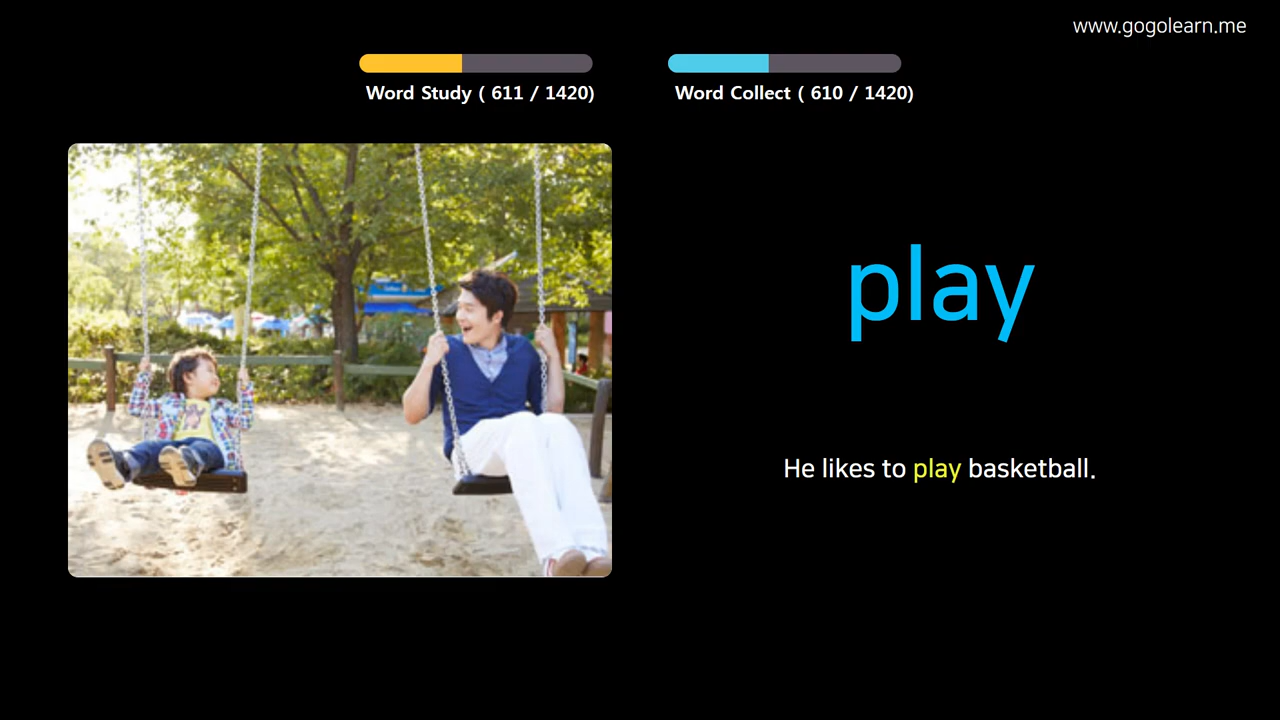 www.gogolearn.me
Word Study ( 611 / 1420)
Word Collect ( 610 / 1420)
play
He likes to play basketball.